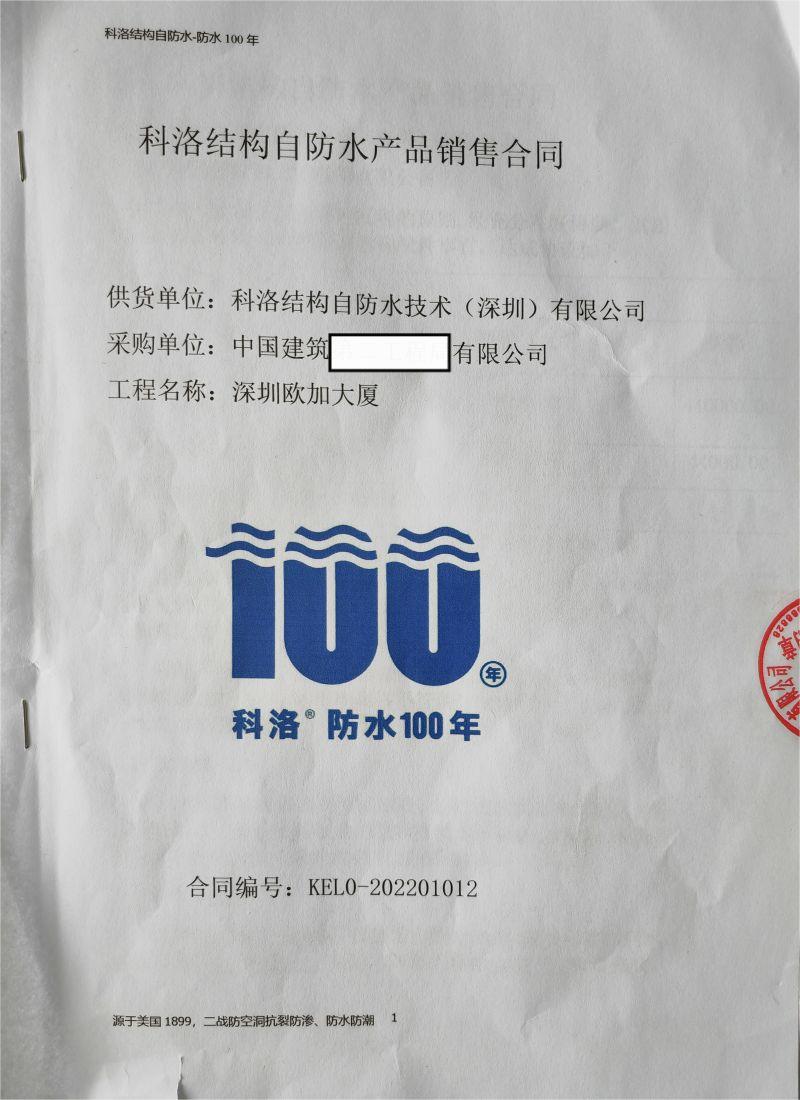 科洛结构自防水-防水 100 年
科洛结构自防水产品销售合同
供货单位：科洛结构自防水技术（深圳）有限公司
采购单位：中国建筑 有限公司
工程名称：深圳欧加大厦
100年
科洛® 防水100年
合同编号：KELO-202201012
源于美国 1899，二战防空洞抗裂防渗、防水防潮 1